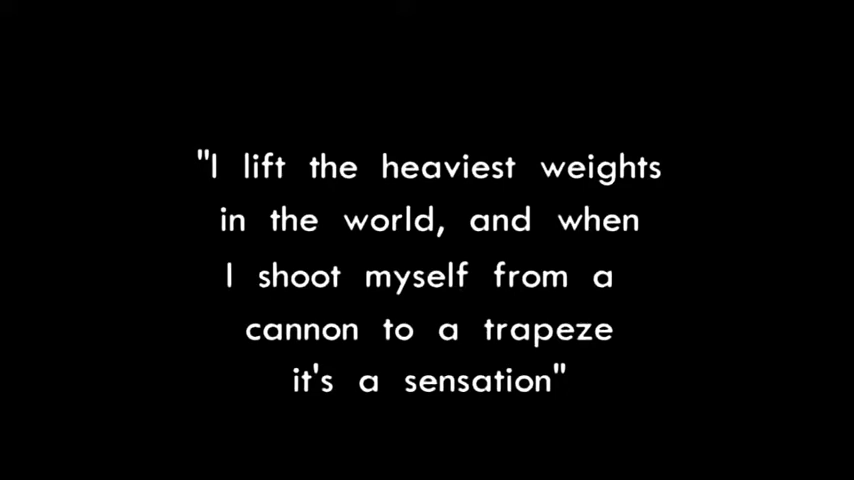 "I lift the heaviest weights
in the world, and when
I shoot myself from a
cannon to a trapeze
it's a sensation"